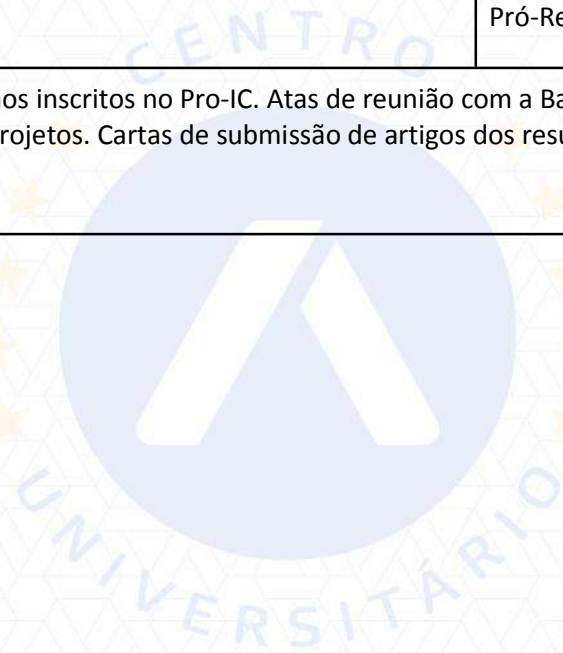 Pró-Re
CENTRO
nos inscritos no Pro-IC. Atas de reunião com a Ba
rojetos. Cartas de submissão de artigos dos resu
UNIVERSITÁRIO